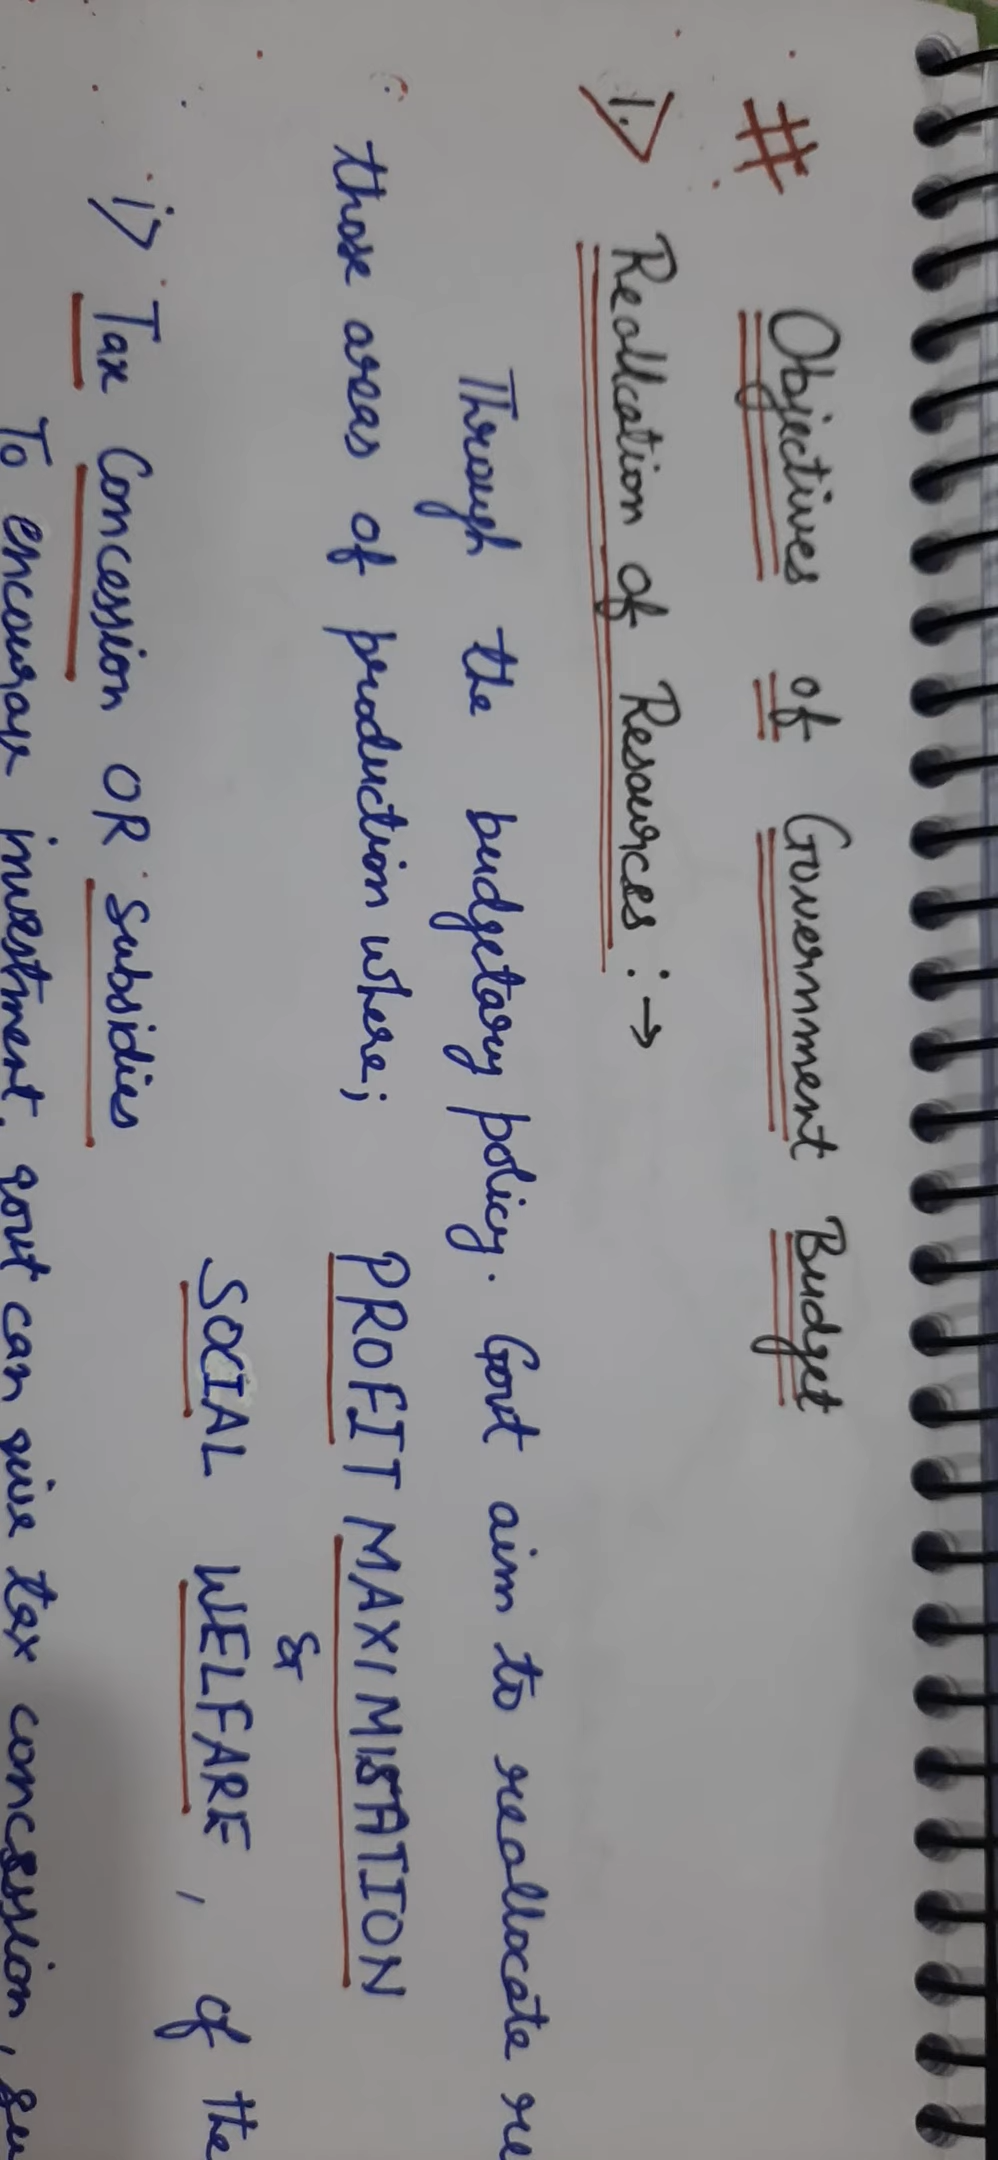 # Objectives of Government Budget
1.> Reallcation of Resources :→
Through the budgetary policy. Govt aim to reallocate re
those areas of production where; PROFIT MAXIMISATION
&
SOCIAL WELFARE, of the
i> Tax Concession OR Subsidies
To encourage investment, govt can give tax concession, su